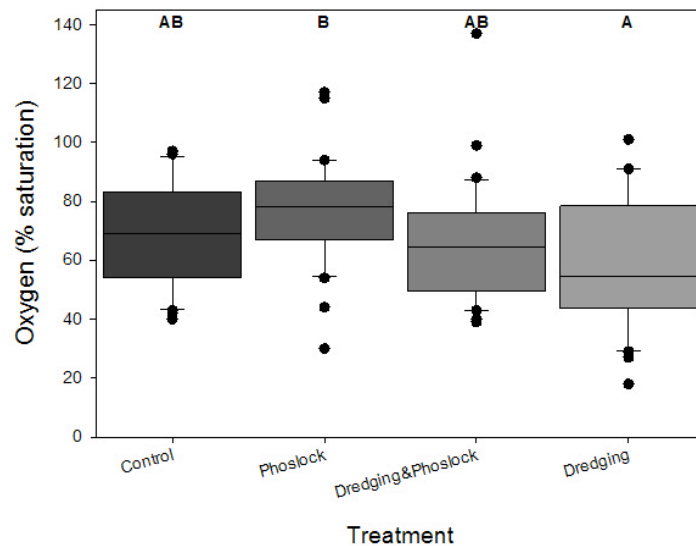 AB B AB A
140
120
100
80
60
40
20
0
Oxygen (% saturation)
Control Phoslock Dredging&Phoslock Dredging
Treatment